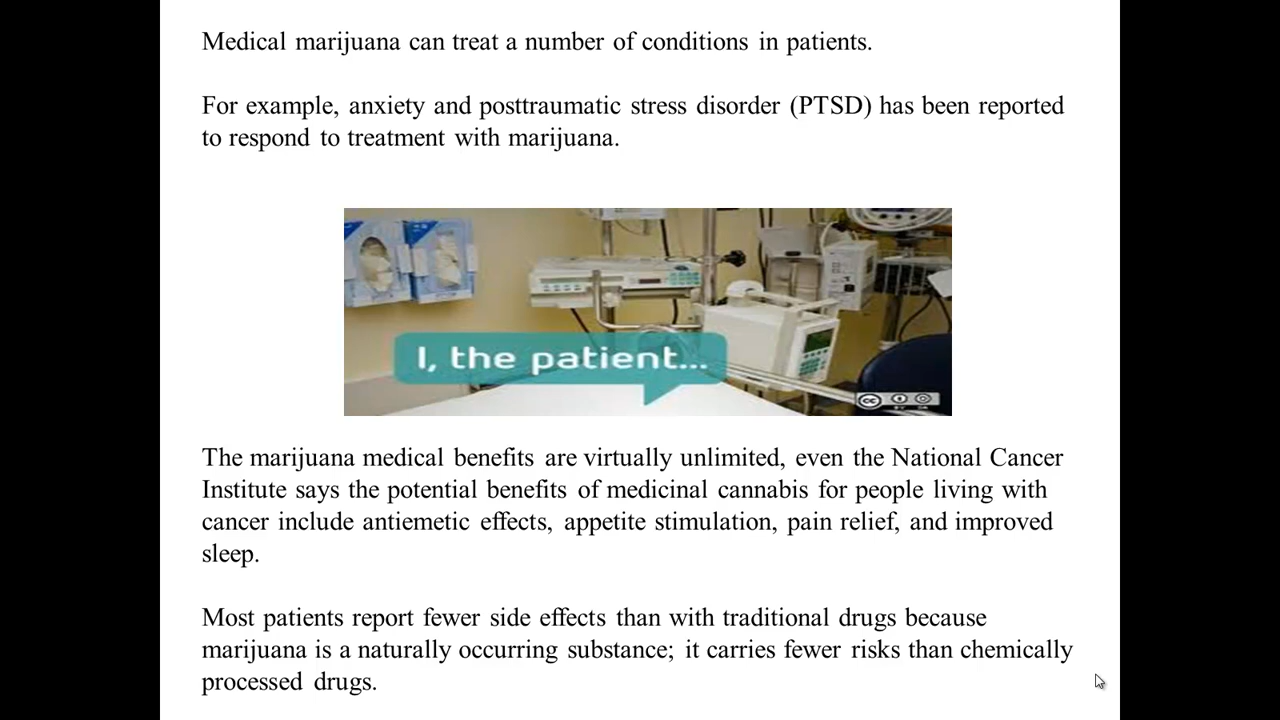 Medical marijuana can treat a number of conditions in patients.
For example, anxiety and posttraumatic stress disorder (PTSD) has been reported
to respond to treatment with marijuana.
I, the patient...
cc
The marijuana medical benefits are virtually unlimited, even the National Cancer
Institute says the potential benefits of medicinal cannabis for people living with
cancer include antiemetic effects, appetite stimulation, pain relief, and improved
sleep.
Most patients report fewer side effects than with traditional drugs because
marijuana is a naturally occurring substance; it carries fewer risks than chemically
processed drugs.